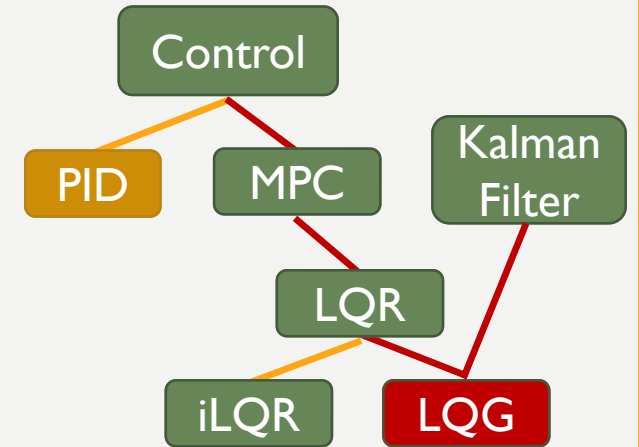 Control
PID
MPC
Kalman
Filter
LQR
iLQR
LQG